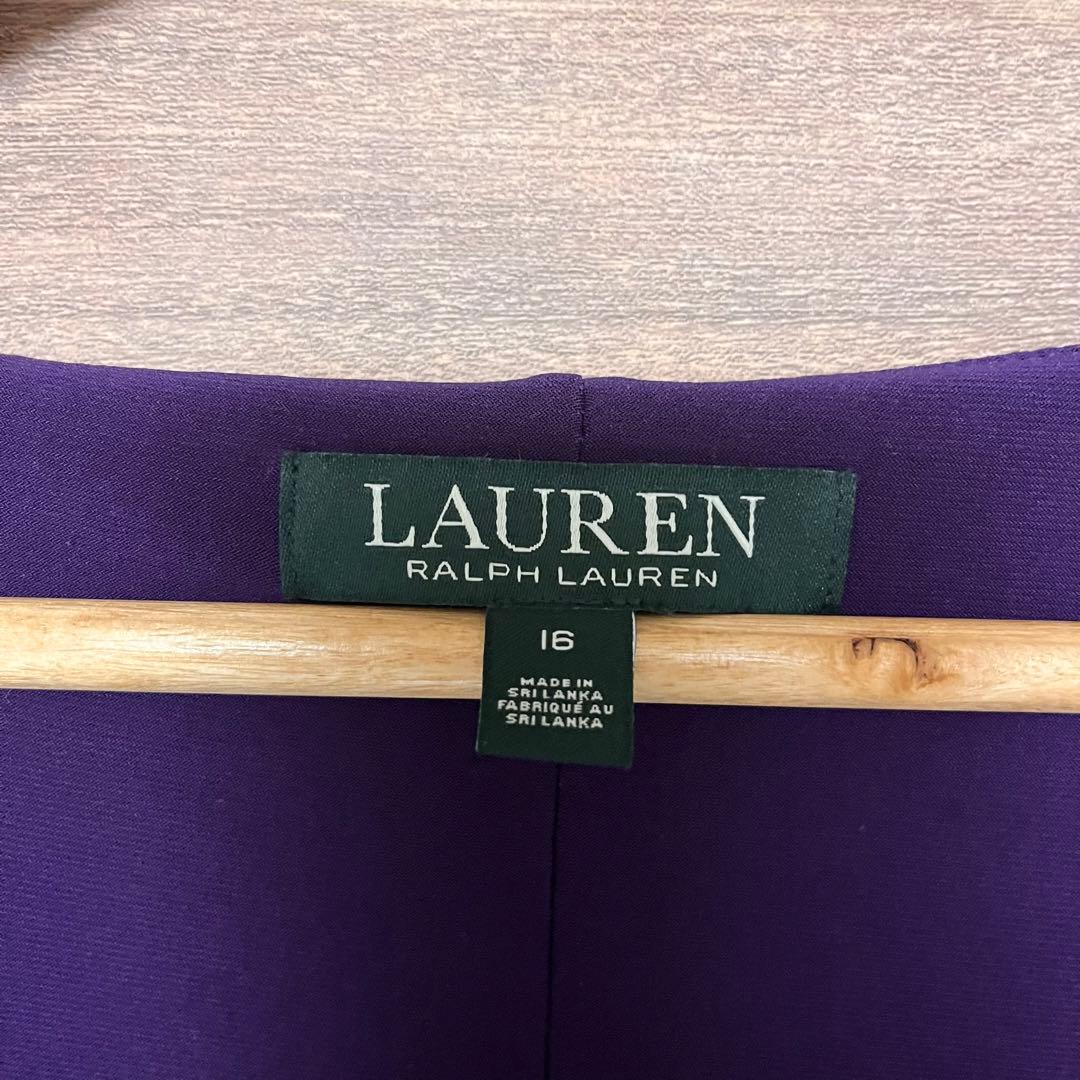 LAUREN
RALPH LAUREN
16
MADE IN
SRI LANKA
FABRIQUÉ AU
SRI LANKA